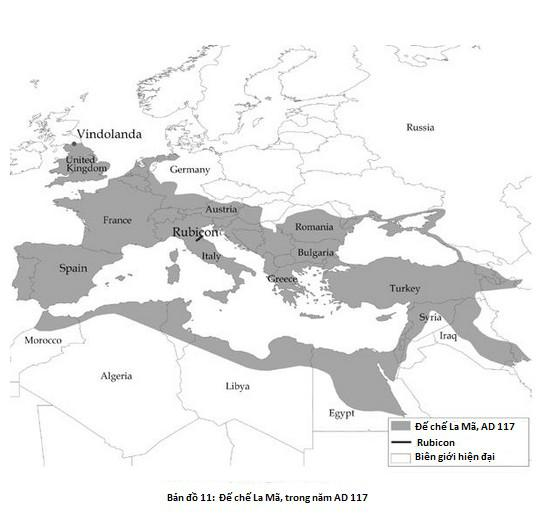 Russia
Vindolanda
United
Kingdom
Germany
France
Austria
Rubicon
Romania
Italy
Bulgaria
Spain
Greece
Turkey
Syria
Iraq
Morocco
Algeria
Libya
Egypt
Đế chế La Mã, AD 117
Rubicon
Biên giới hiện đại
Bản đồ 11: Đế chế La Mã, trong năm AD 117